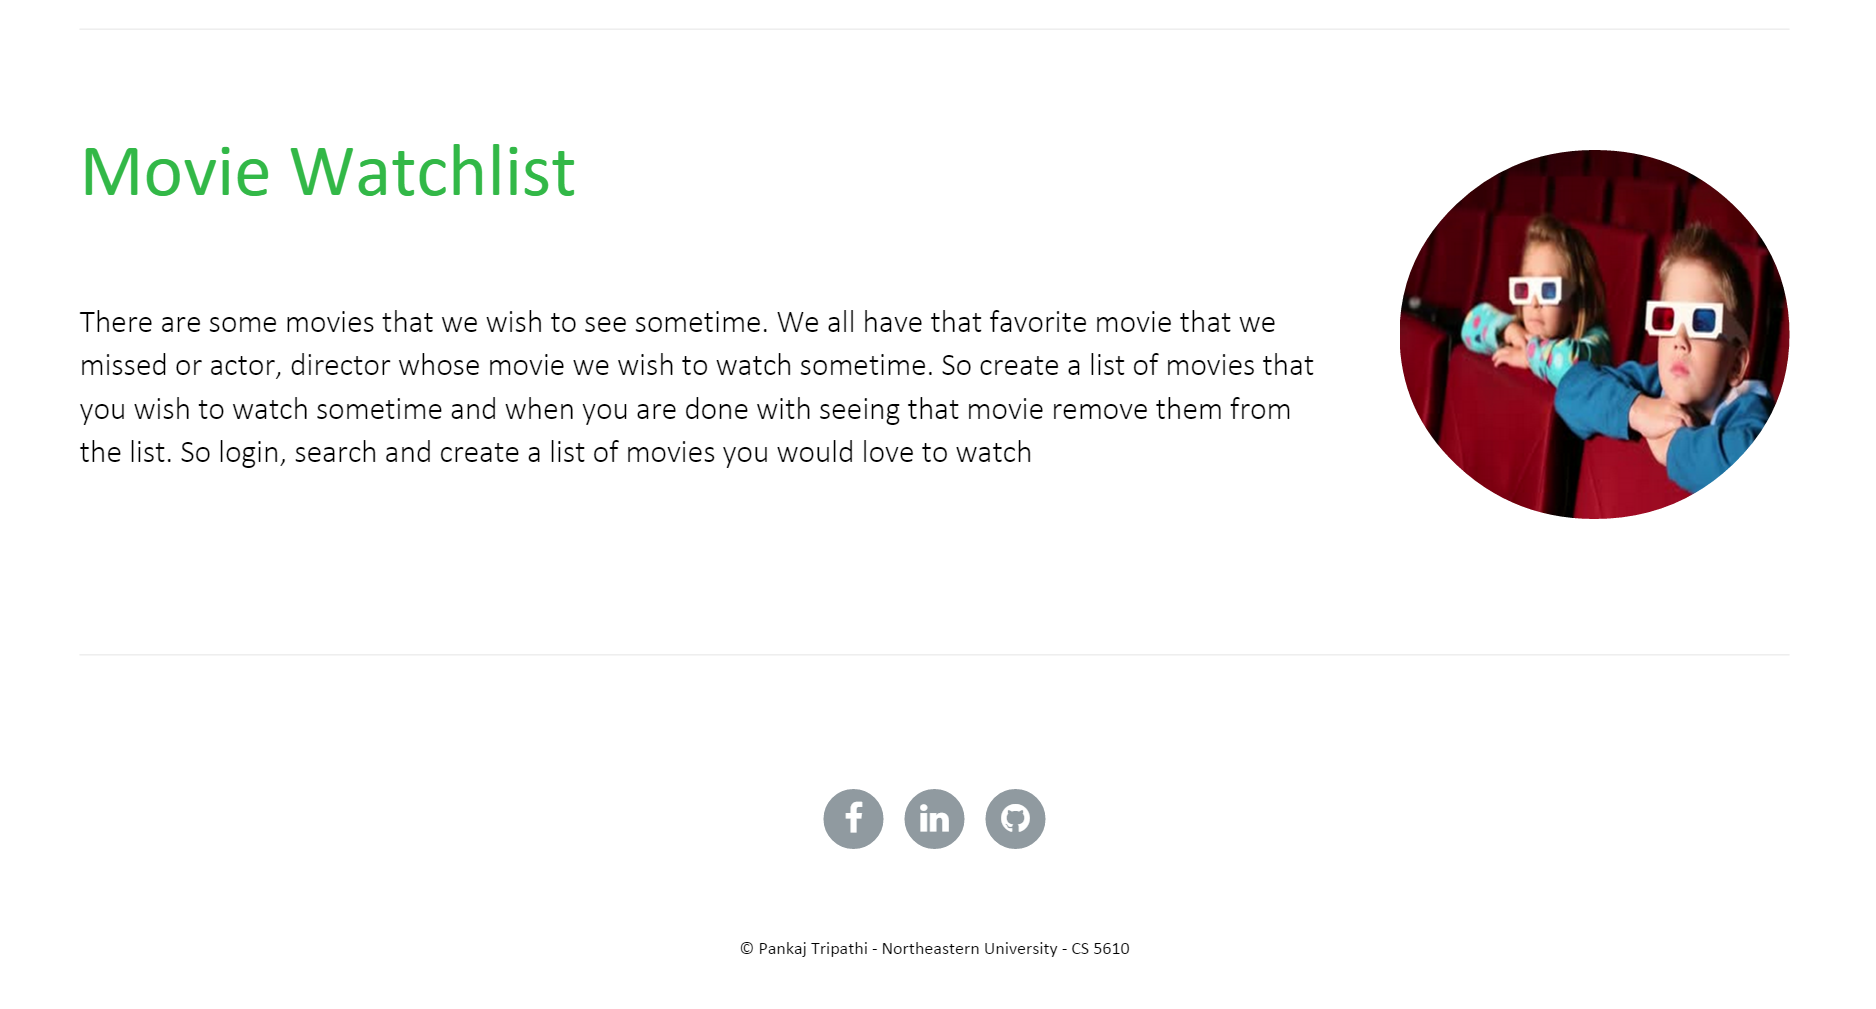 Movie Watchlist
There are some movies that we wish to see sometime. We all have that favorite movie that we
missed or actor, director whose movie we wish to watch sometime. So create a list of movies that
you wish to watch sometime and when you are done with seeing that movie remove them from
the list. So login, search and create a list of movies you would love to watch
© Pankaj Tripathi - Northeastern University - CS 5610